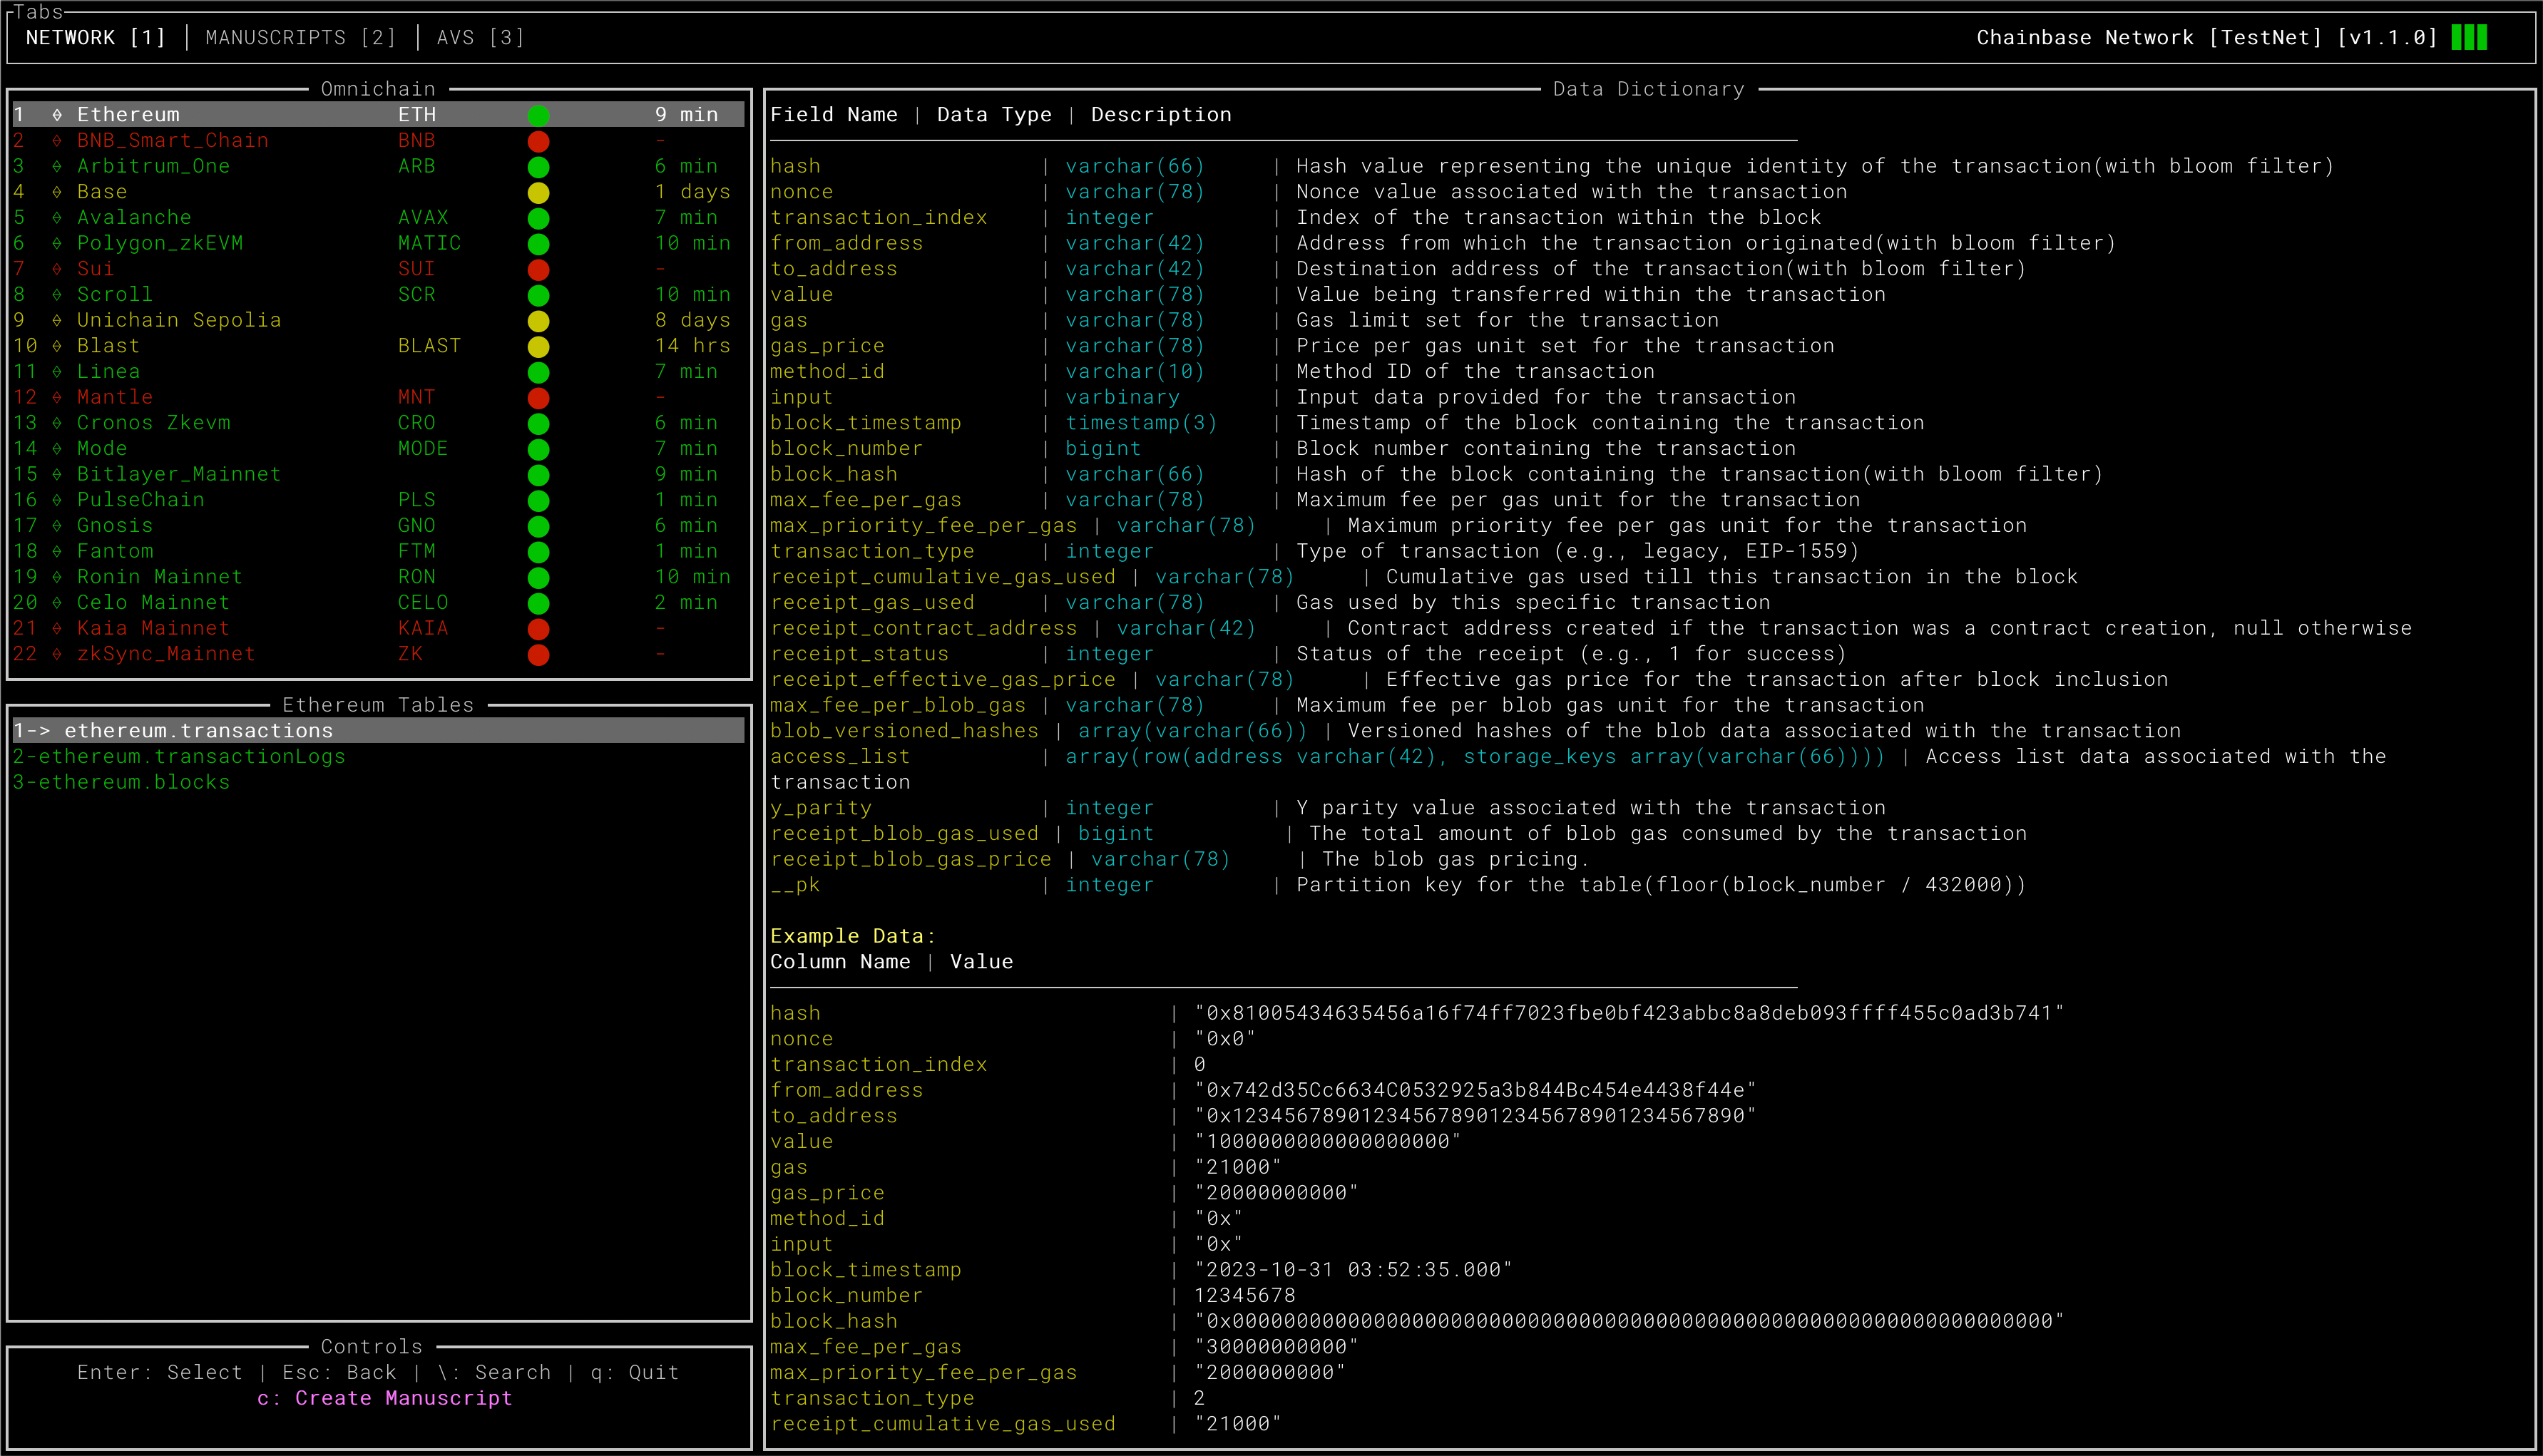 Tabs
NETWORK [1] │ MANUSCRIPTS [2] │ AVS [3]
Chainbase Network [TestNet] [v1.1.0]
Omnichain
1 Ethereum ETH 9 min
2 BNB_Smart_Chain BNB -
3 Arbitrum_One ARB 6 min
4 Base 1 days
5 Avalanche AVAX 7 min
6 Polygon_zkEVM MATIC 10 min
7 Sui SUI -
8 Scroll SCR 10 min
9 Unichain Sepolia 8 days
10 Blast BLAST 14 hrs
11 Linea 7 min
12 Mantle MNT -
13 Cronos Zkevm CRO 6 min
14 Mode MODE 7 min
15 Bitlayer_Mainnet 9 min
16 PulseChain PLS 1 min
17 Gnosis GNO 6 min
18 Fantom FTM 1 min
19 Ronin Mainnet RON 10 min
20 Celo Mainnet CELO 2 min
21 Kaia Mainnet KAIA -
22 zkSync_Mainnet ZK -
Ethereum Tables
1-> ethereum.transactions
2-ethereum.transactionLogs
3-ethereum.blocks
Controls
Enter: Select | Esc: Back | \: Search | q: Quit
c: Create Manuscript
Data Dictionary
Field Name | Data Type | Description
hash | varchar(66) | Hash value representing the unique identity of the transaction(with bloom filter)
nonce | varchar(78) | Nonce value associated with the transaction
transaction_index | integer | Index of the transaction within the block
from_address | varchar(42) | Address from which the transaction originated(with bloom filter)
to_address | varchar(42) | Destination address of the transaction(with bloom filter)
value | varchar(78) | Value being transferred within the transaction
gas | varchar(78) | Gas limit set for the transaction
gas_price | varchar(78) | Price per gas unit set for the transaction
method_id | varchar(10) | Method ID of the transaction
input | varbinary | Input data provided for the transaction
block_timestamp | timestamp(3) | Timestamp of the block containing the transaction
block_number | bigint | Block number containing the transaction
block_hash | varchar(66) | Hash of the block containing the transaction(with bloom filter)
max_fee_per_gas | varchar(78) | Maximum fee per gas unit for the transaction
max_priority_fee_per_gas | varchar(78) | Maximum priority fee per gas unit for the transaction
transaction_type | integer | Type of transaction (e.g., legacy, EIP-1559)
receipt_cumulative_gas_used | varchar(78) | Cumulative gas used till this transaction in the block
receipt_gas_used | varchar(78) | Gas used by this specific transaction
receipt_contract_address | varchar(42) | Contract address created if the transaction was a contract creation, null otherwise
receipt_status | integer | Status of the receipt (e.g., 1 for success)
receipt_effective_gas_price | varchar(78) | Effective gas price for the transaction after block inclusion
max_fee_per_blob_gas | varchar(78) | Maximum fee per blob gas unit for the transaction
blob_versioned_hashes | array(varchar(66)) | Versioned hashes of the blob data associated with the transaction
access_list | array(row(address varchar(42), storage_keys array(varchar(66)))) | Access list data associated with the
transaction
y_parity | integer | Y parity value associated with the transaction
receipt_blob_gas_used | bigint | The total amount of blob gas consumed by the transaction
receipt_blob_gas_price | varchar(78) | The blob gas pricing.
__pk | integer | Partition key for the table(floor(block_number / 432000))
Example Data:
Column Name | Value
hash | "0x81005434635456a16f74ff7023fbe0bf423abbc8a8deb093ffff455c0ad3b741"
nonce | "0x0"
transaction_index | 0
from_address | "0x742d35Cc6634C0532925a3b844Bc454e4438f44e"
to_address | "0x1234567890123456789012345678901234567890"
value | "1000000000000000000"
gas | "21000"
gas_price | "20000000000"
method_id | "0x"
input | "0x"
block_timestamp | "2023-10-31 03:52:35.000"
block_number | 12345678
block_hash | "0x0000000000000000000000000000000000000000000000000000000000000000"
max_fee_per_gas | "30000000000"
max_priority_fee_per_gas | "2000000000"
transaction_type | 2
receipt_cumulative_gas_used | "21000"